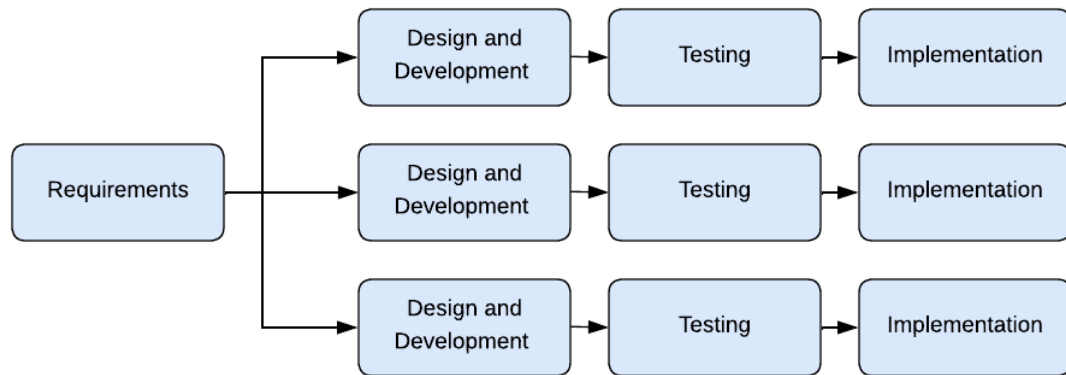 Design and
Development
Testing
Implementation
Requirements
Design and
Development
Testing
Implementation
Design and
Development
Testing
Implementation